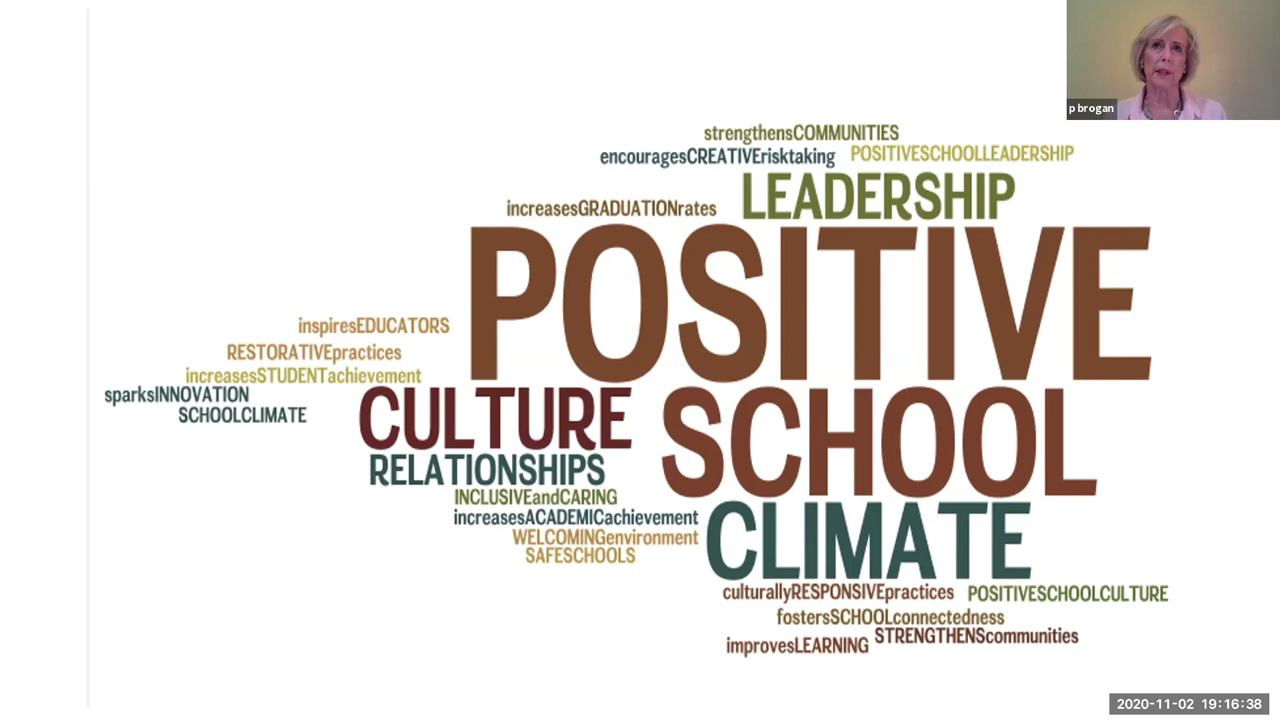 p brogan
strengthensCOMMUNITIES
encouragesCREATIVErisktaking
POSITIVESCHOOLLEADERSHIP
LEADERSHIP
increasesGRADUATIONrates
POSITIVE
inspiresEDUCATORS
RESTORATIVEpractices
increasesSTUDENTachievement
sparksINNOVATION
SCHOOLCLIMATE
CULTURE
SCHOOL
RELATIONSHIPS
INCLUSIVEandCARING
increasesACADEMICachievement
WELCOMINGenvironment
SAFESCHOOLS
CLIMATE
culturallyRESPONSIVEpractices
POSITIVESCHOOLCULTURE
fostersSCHOOLconnectedness
STRENGTHENScommunities
improvesLEARNING
2020-11-02 19:16:38